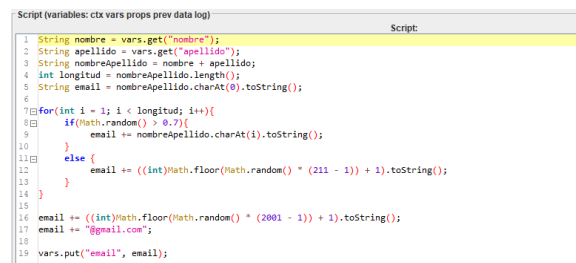 Script (variables: ctx vars props prev data log)
Script:
1 String nombre = vars.get("nombre");
2 String apellido = vars.get("apellido");
3 String nombreApellido = nombre + apellido;
4 int longitud = nombreApellido.length();
5 String email = nombreApellido.charAt(0).toString();
6
7 for(int i = 1; i < longitud; i++){
8 if(Math.random() > 0.7){
9 email += nombreApellido.charAt(i).toString();
10 }
11 else {
12 email += ((int)Math.floor(Math.random() * (211 - 1)) + 1).toString();
13 }
14 }
15
16 email += ((int)Math.floor(Math.random() * (2001 - 1)) + 1).toString();
17 email += "@gmail.com";
18
19 vars.put("email", email);